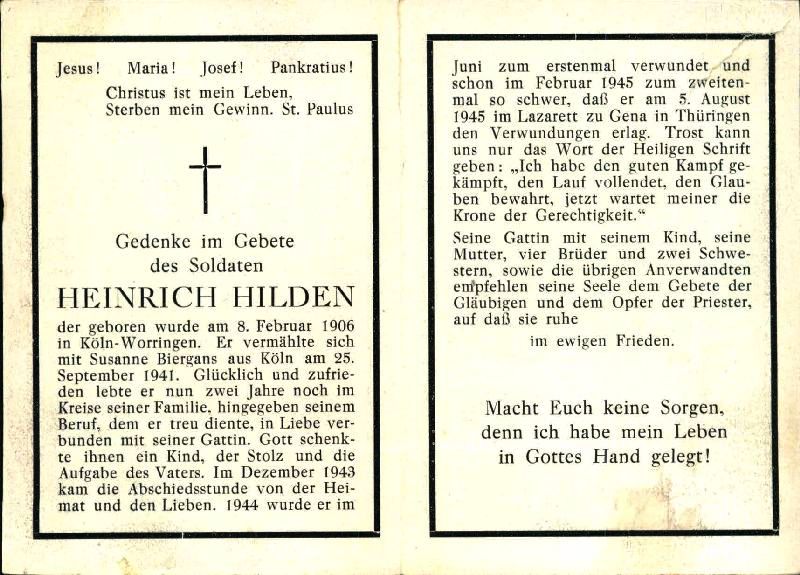 Jesus! Maria! Josef! Pankratius!
Christus ist mein Leben,
Sterben mein Gewinn. St. Paulus
Gedenke im Gebete
des Soldaten
HEINRICH HILDEN
der geboren wurde am 8. Februar 1906
in Köln-Worringen. Er vermählte sich
mit Susanne Biergans aus Köln am 25.
September 1941. Glücklich und zufrie-
den lebte er nun zwei Jahre noch im
Kreise seiner Familie, hingegeben seinem
Beruf, dem er treu diente, in Liebe ver-
bunden mit seiner Gattin. Gott schenk-
te ihnen ein Kind, der Stolz und die
Aufgabe des Vaters. Im Dezember 1943
kam die Abschiedsstunde von der Hei-
mat und den Lieben. 1944 wurde er im
Juni zum erstenmal verwundet und
schon im Februar 1945 zum zweiten-
mal so schwer, daß er am 5. August
1945 im Lazarett zu Gena in Thüringen
den Verwundungen erlag. Trost kann
uns nur das Wort der Heiligen Schrift
geben: „Ich habe den guten Kampf ge-
kämpft, den Lauf vollendet, den Glau-
ben bewahrt, jetzt wartet meiner die
Krone der Gerechtigkeit.“
Seine Gattin mit seinem Kind, seine
Mutter, vier Brüder und zwei Schwe-
stern, sowie die übrigen Anverwandten
empfehlen seine Seele dem Gebete der
Gläubigen und dem Opfer der Priester,
auf daß sie ruhe
im ewigen Frieden.
Macht Euch keine Sorgen,
denn ich habe mein Leben
in Gottes Hand gelegt!